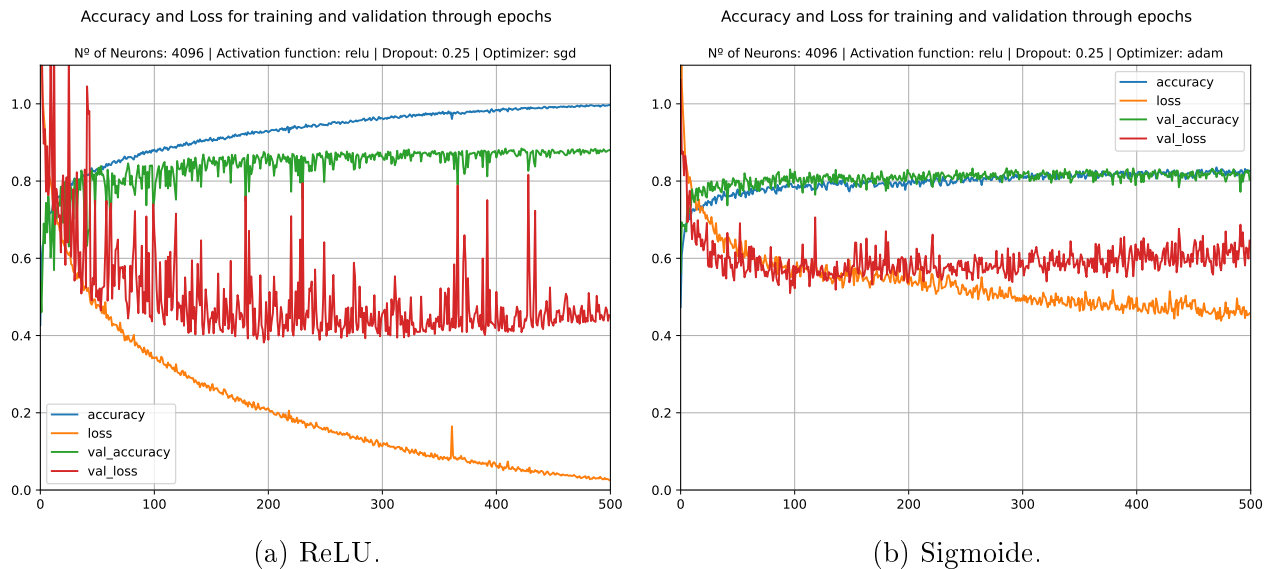 Accuracy and Loss for training and validation through epochs
Nº of Neurons: 4096 | Activation function: relu | Dropout: 0.25 | Optimizer: sgd
1.0
0.8
0.6
0.4
0.2
0.0
0
100
200
300
400
500
accuracy
loss
val_accuracy
val_loss
(a) ReLU.
Accuracy and Loss for training and validation through epochs
Nº of Neurons: 4096 | Activation function: relu | Dropout: 0.25 | Optimizer: adam
1.0
0.8
0.6
0.4
0.2
0.0
0
100
200
300
400
500
accuracy
loss
val_accuracy
val_loss
(b) Sigmoide.